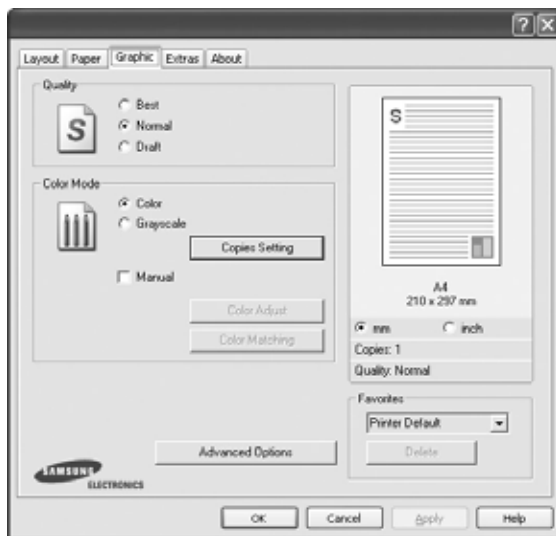 Layout Paper Graphic Extras About
Quality
Best
Normal
Draft
Color Mode
Color
Grayscale
Copies Setting
Manual
Color Adjust
Color Matching
Advanced Options
SAMSUNG
ELECTRONICS
S
S
A4
210 x 297 mm
mm inch
Copies: 1
Quality: Normal
Favorites
Printer Default
Delete
OK Cancel Apply Help